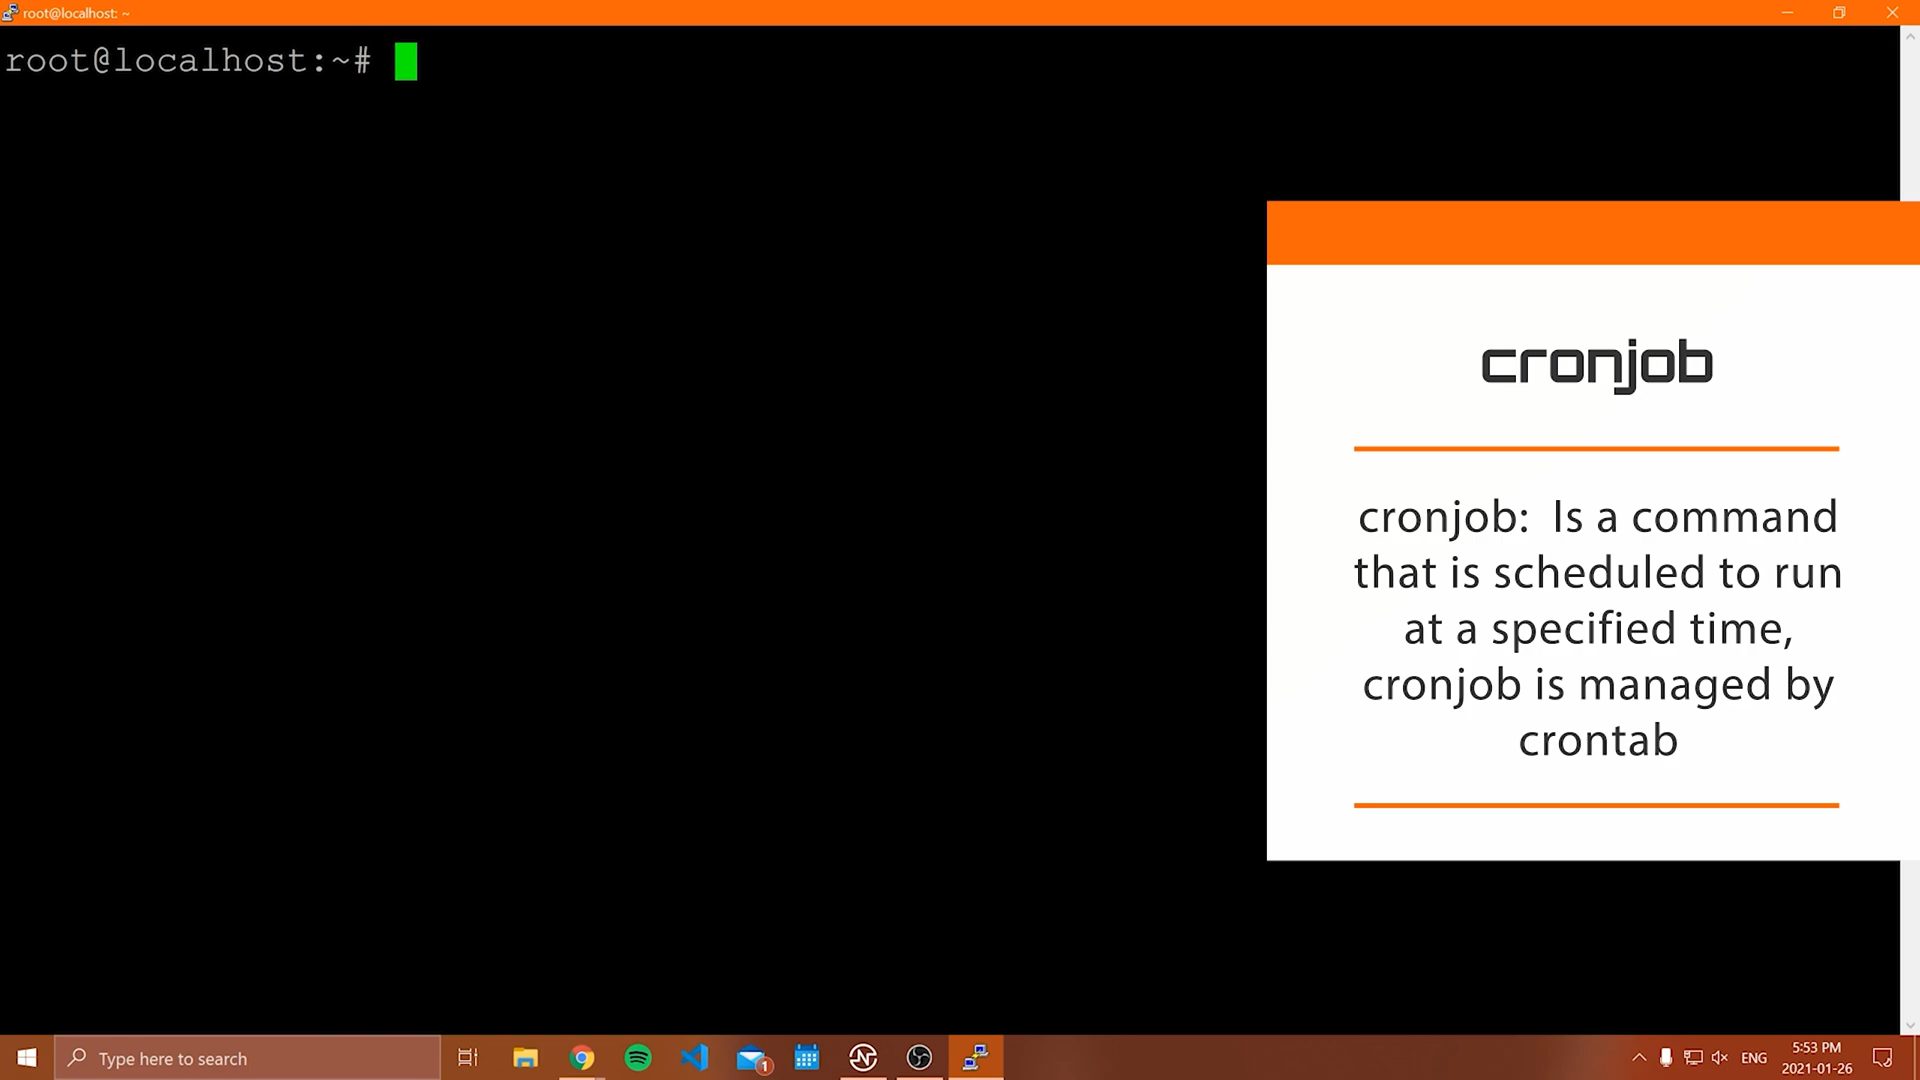 root@localhost: ~
root@localhost:~#
cronjob
cronjob:  Is a command
that is scheduled to run
at a specified time,
cronjob is managed by
crontab
Type here to search
1
ENG
5:53 PM
2021-01-26